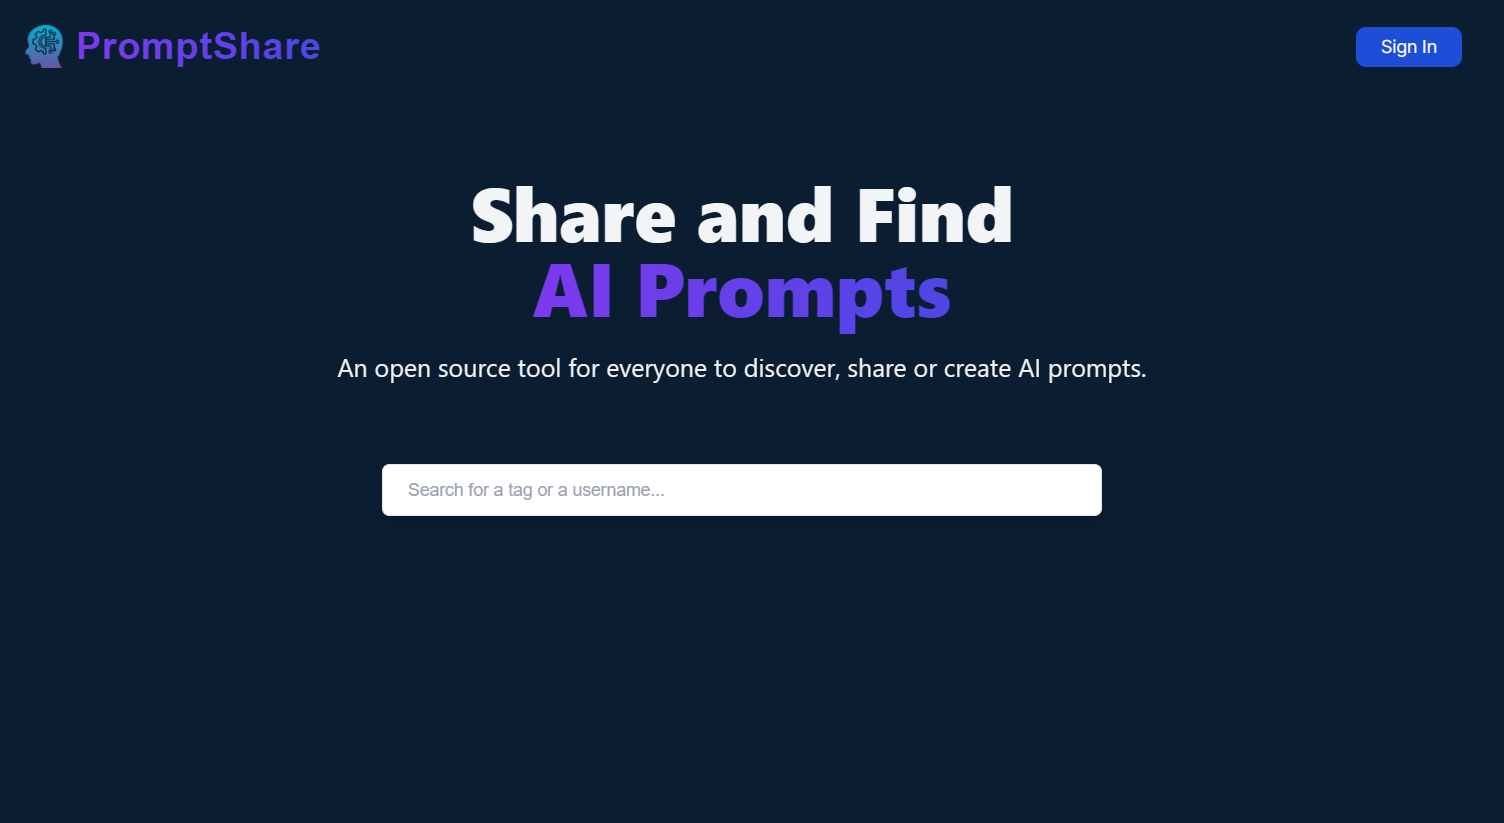 PromptShare
Sign In
Share and Find
AI Prompts
An open source tool for everyone to discover, share or create AI prompts.
Search for a tag or a username...